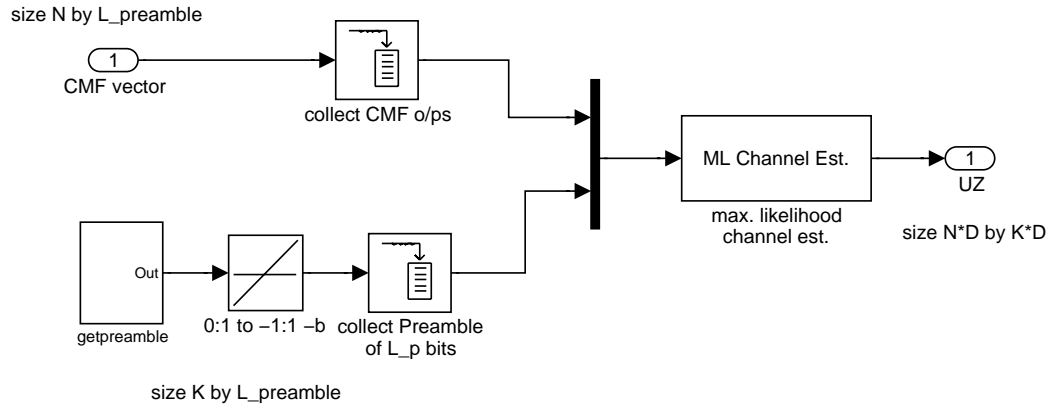 size N by L_preamble
1
CMF vector
collect CMF o/ps
ML Channel Est.
max. likelihood
channel est.
1
UZ
size N*D by K*D
Out
getpreamble
0:1 to −1:1 −b
collect Preamble
of L_p bits
size K by L_preamble